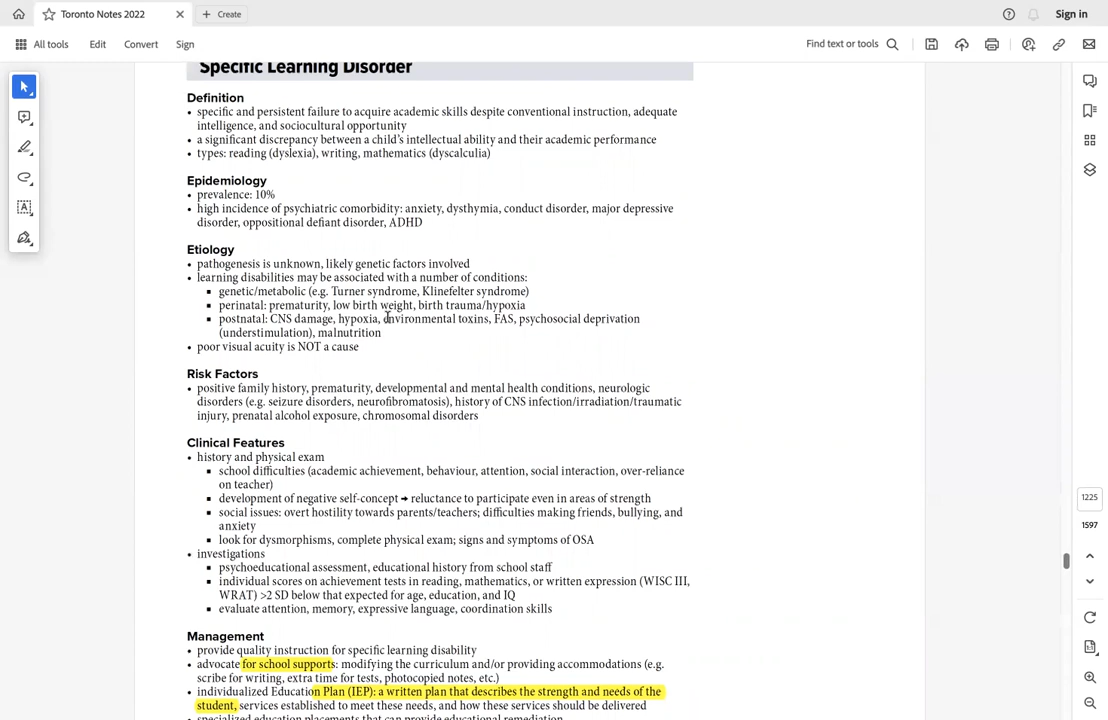 Toronto Notes 2022
Create
Sign in
All tools
Edit
Convert
Sign
Find text or tools
Specific Learning Disorder
Definition
• specific and persistent failure to acquire academic skills despite conventional instruction, adequate
intelligence, and sociocultural opportunity
• a significant discrepancy between a child's intellectual ability and their academic performance
• types: reading (dyslexia), writing, mathematics (dyscalculia)
Epidemiology
• prevalence: 10%
• high incidence of psychiatric comorbidity: anxiety, dysthymia, conduct disorder, major depressive
disorder, oppositional defiant disorder, ADHD
Etiology
• pathogenesis is unknown, likely genetic factors involved
• learning disabilities may be associated with a number of conditions:
▪ genetic/metabolic (e.g. Turner syndrome, Klinefelter syndrome)
▪ perinatal: prematurity, low birth weight, birth trauma/hypoxia
▪ postnatal: CNS damage, hypoxia, environmental toxins, FAS, psychosocial deprivation
(understimulation), malnutrition
• poor visual acuity is NOT a cause
Risk Factors
• positive family history, prematurity, developmental and mental health conditions, neurologic
disorders (e.g. seizure disorders, neurofibromatosis), history of CNS infection/irradiation/traumatic
injury, prenatal alcohol exposure, chromosomal disorders
Clinical Features
• history and physical exam
▪ school difficulties (academic achievement, behaviour, attention, social interaction, over-reliance
on teacher)
▪ development of negative self-concept → reluctance to participate even in areas of strength
▪ social issues: overt hostility towards parents/teachers; difficulties making friends, bullying, and
anxiety
▪ look for dysmorphisms, complete physical exam; signs and symptoms of OSA
• investigations
▪ psychoeducational assessment, educational history from school staff
▪ individual scores on achievement tests in reading, mathematics, or written expression (WISC III,
WRAT) >2 SD below that expected for age, education, and IQ
▪ evaluate attention, memory, expressive language, coordination skills
Management
• provide quality instruction for specific learning disability
• advocate for school supports: modifying the curriculum and/or providing accommodations (e.g.
scribe for writing, extra time for tests, photocopied notes, etc.)
• individualized Education Plan (IEP): a written plan that describes the strength and needs of the
student, services established to meet these needs, and how these services should be delivered
• specialized education placements that can provide educational remediation
1225
1597